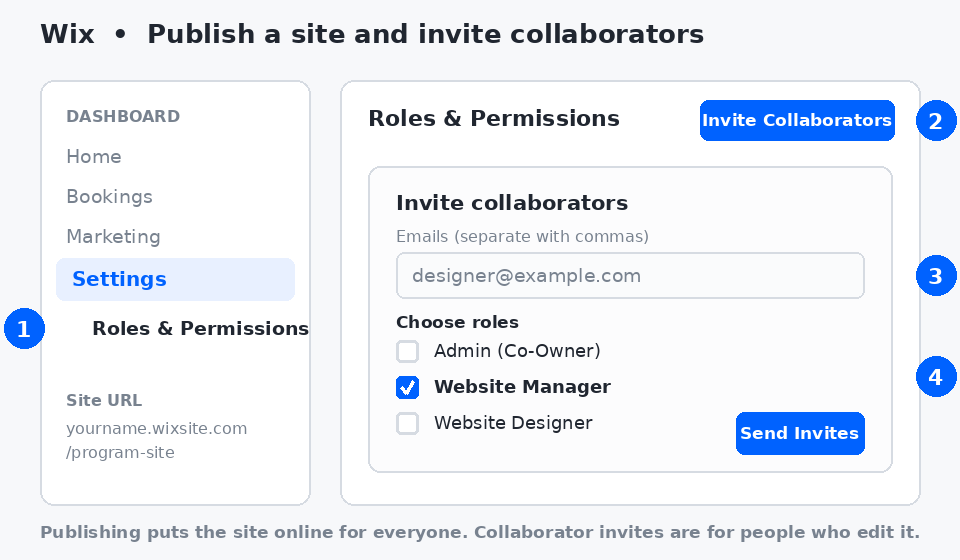 Wix • Publish a site and invite collaborators
DASHBOARD
Home
Bookings
Marketing
Settings
1
Roles & Permissions
Site URL
yourname.wixsite.com
/program-site
Roles & Permissions
Invite Collaborators
2
Invite collaborators
Emails (separate with commas)
designer@example.com
3
Choose roles
Admin (Co-Owner)
Website Manager
4
Website Designer
Send Invites
Publishing puts the site online for everyone. Collaborator invites are for people who edit it.